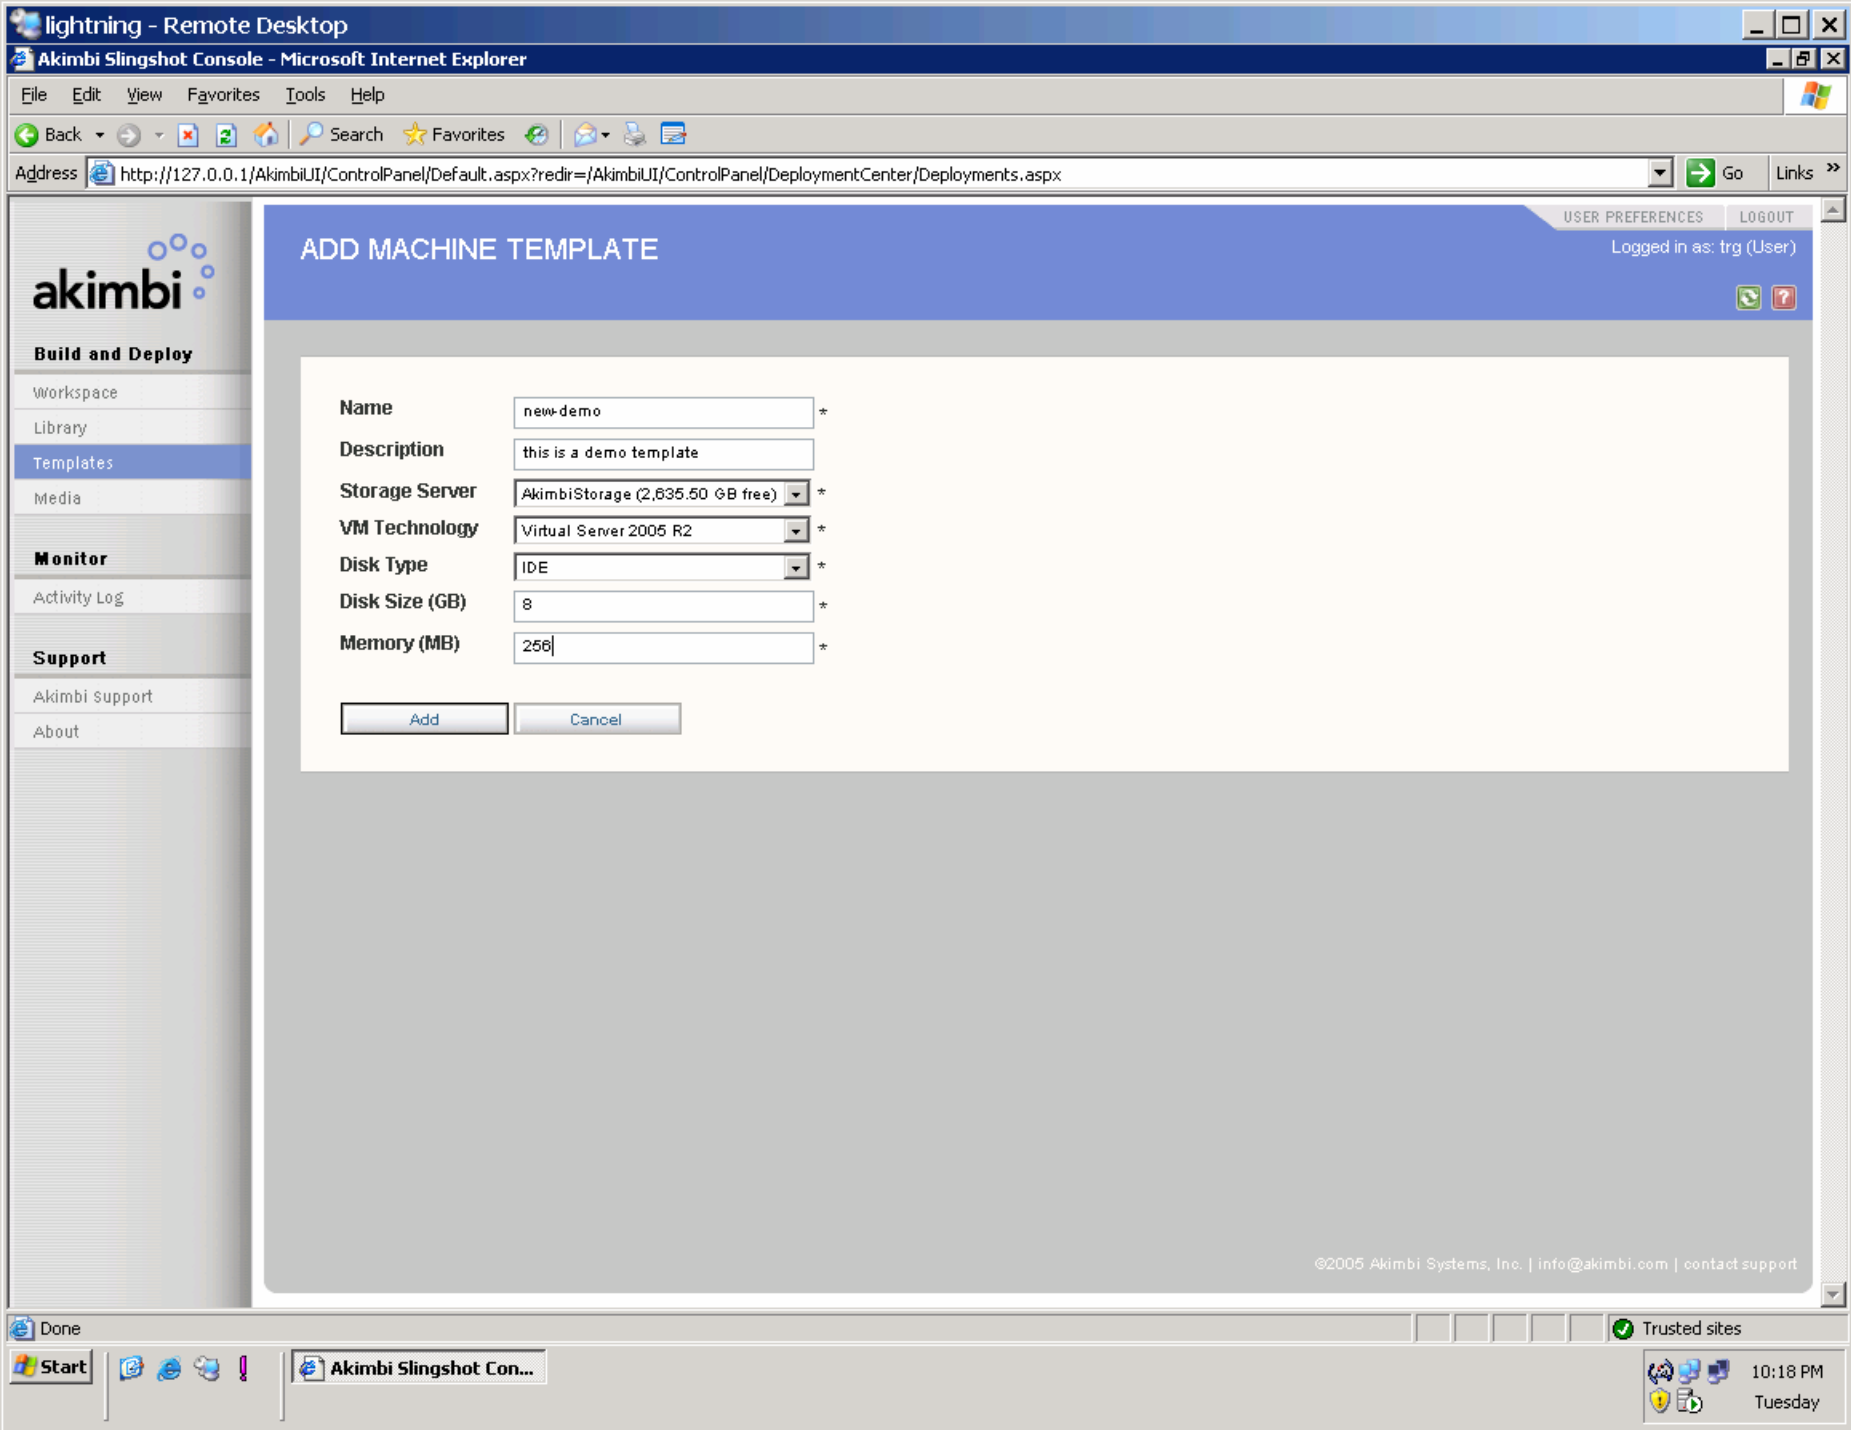 lightning - Remote Desktop
Akimbi Slingshot Console - Microsoft Internet Explorer
File Edit View Favorites Tools Help
Back Search Favorites
Address http://127.0.0.1/AkimbiUI/ControlPanel/Default.aspx?redir=/AkimbiUI/ControlPanel/DeploymentCenter/Deployments.aspx Go Links »
USER PREFERENCES LOGOUT
ADD MACHINE TEMPLATE
Logged in as: trg (User)
akimbi
Build and Deploy
Workspace
Library
Templates
Media
Monitor
Activity Log
Support
Akimbi Support
About
Name new-demo *
Description this is a demo template
Storage Server AkimbiStorage (2,635.50 GB free) *
VM Technology Virtual Server 2005 R2 *
Disk Type IDE *
Disk Size (GB) 8 *
Memory (MB) 256 *
Add Cancel
©2005 Akimbi Systems, Inc. | info@akimbi.com | contact support
Done Trusted sites
Start Akimbi Slingshot Con... 10:18 PM
Tuesday